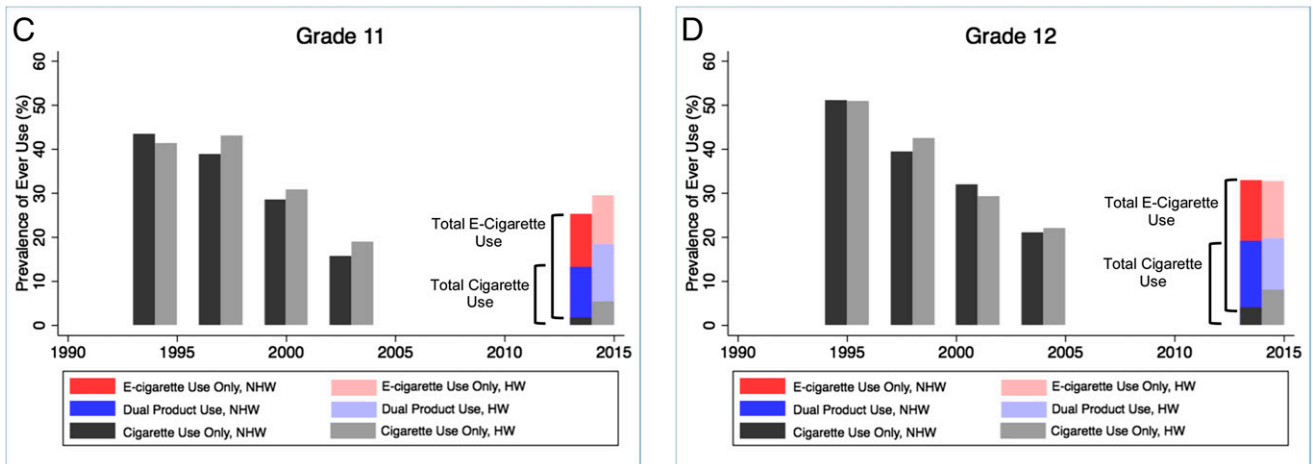 C
Grade 11
Prevalence of Ever Use (%)
60
50
40
30
20
10
0
Total E-Cigarette
Use
Total Cigarette
Use
1990
1995
2000
2005
2010
2015
E-cigarette Use Only, NHW
E-cigarette Use Only, HW
Dual Product Use, NHW
Dual Product Use, HW
Cigarette Use Only, NHW
Cigarette Use Only, HW
D
Grade 12
Prevalence of Ever Use (%)
60
50
40
30
20
10
0
Total E-Cigarette
Use
Total Cigarette
Use
1990
1995
2000
2005
2010
2015
E-cigarette Use Only, NHW
E-cigarette Use Only, HW
Dual Product Use, NHW
Dual Product Use, HW
Cigarette Use Only, NHW
Cigarette Use Only, HW